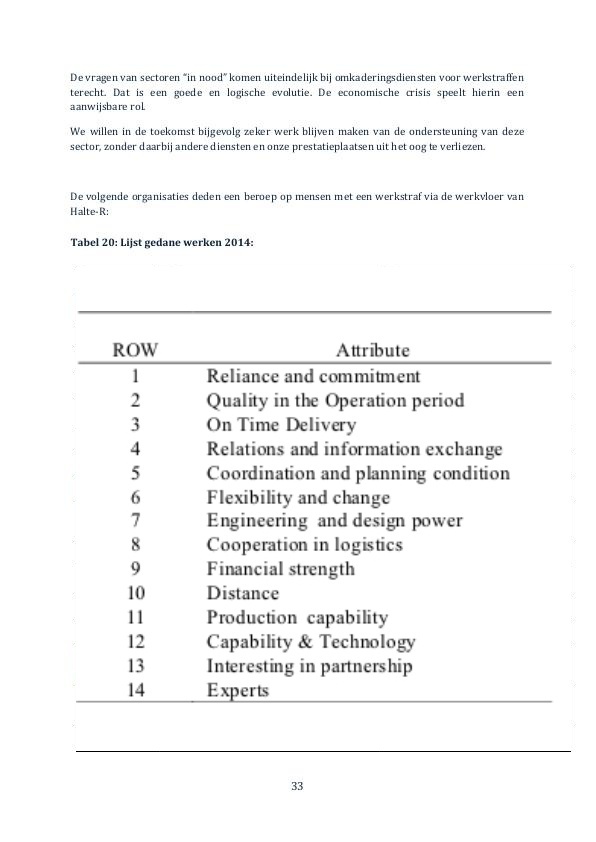 De vragen van sectoren “in nood” komen uiteindelijk bij omkaderingsdiensten voor werkstraffen
terecht. Dat is een goede en logische evolutie. De economische crisis speelt hierin een
aanwijsbare rol.
We willen in de toekomst bijgevolg zeker werk blijven maken van de ondersteuning van deze
sector, zonder daarbij andere diensten en onze prestatieplaatsen uit het oog te verliezen.
De volgende organisaties deden een beroep op mensen met een werkstraf via de werkvloer van
Halte-R:
Tabel 20: Lijst gedane werken 2014:
ROW Attribute
1 Reliance and commitment
2 Quality in the Operation period
3 On Time Delivery
4 Relations and information exchange
5 Coordination and planning condition
6 Flexibility and change
7 Engineering and design power
8 Cooperation in logistics
9 Financial strength
10 Distance
11 Production capability
12 Capability & Technology
13 Interesting in partnership
14 Experts
33